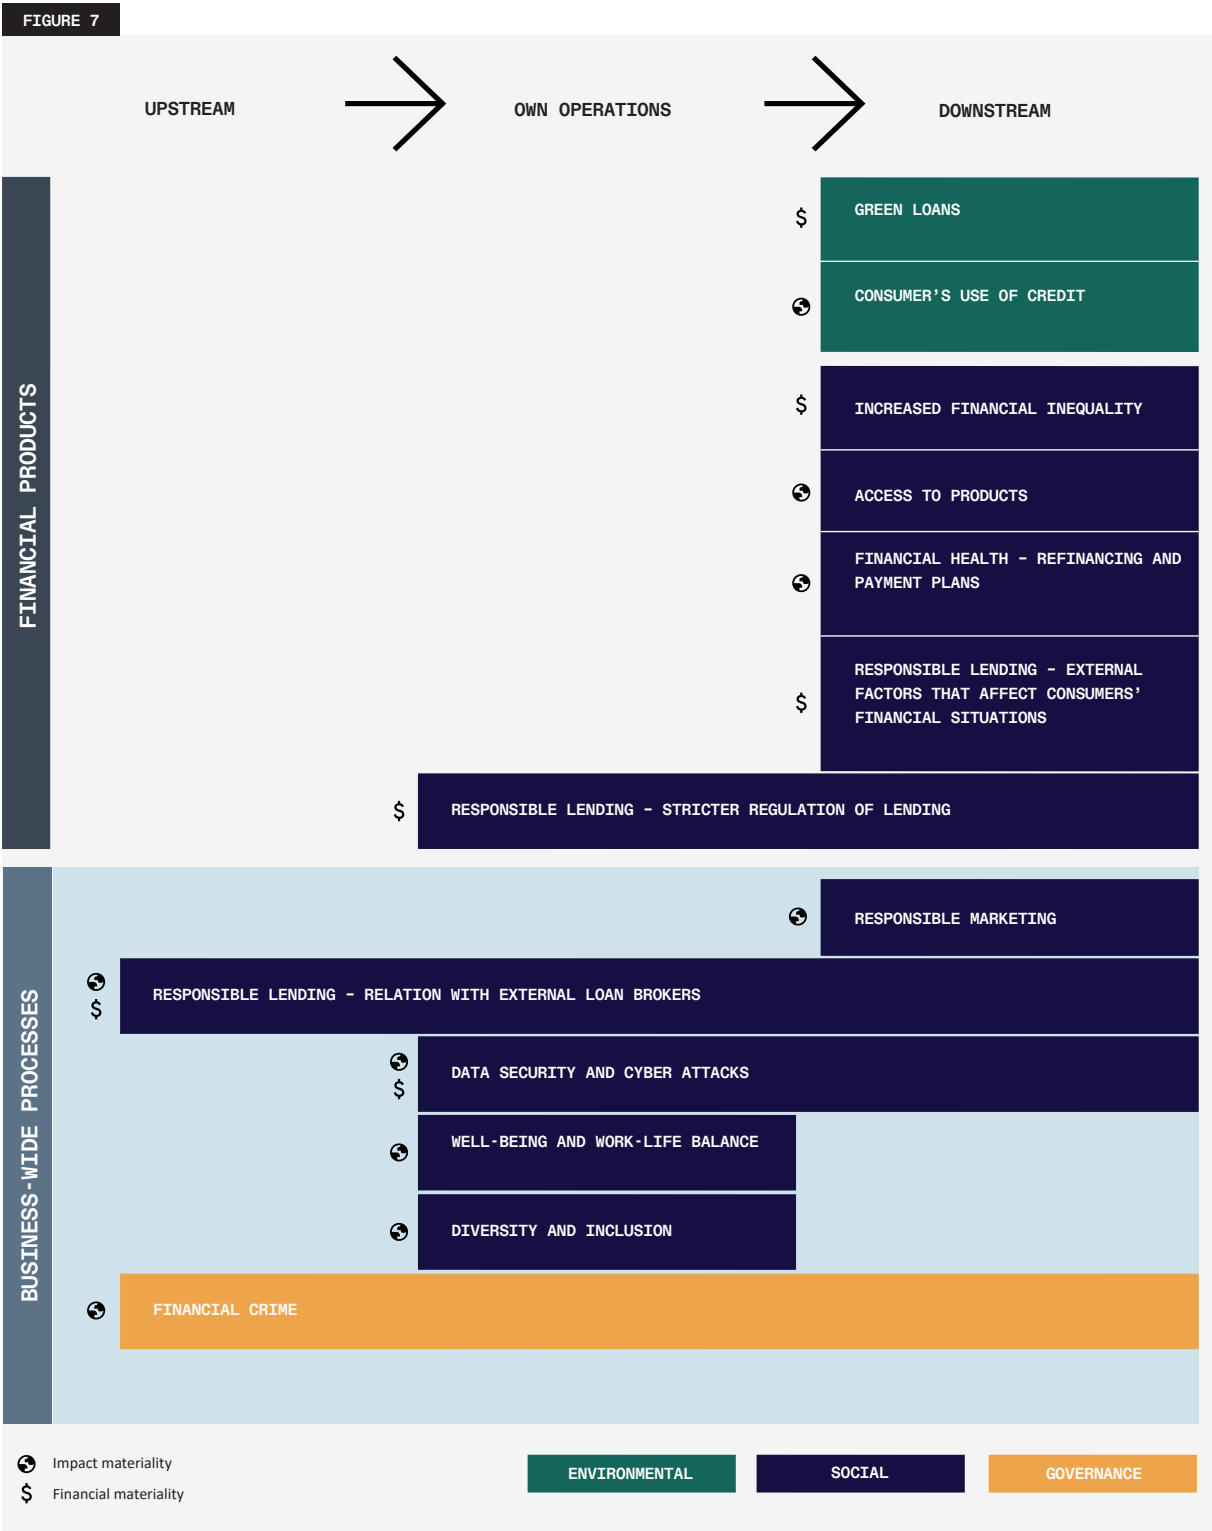 FIGURE 7
UPSTREAM
OWN OPERATIONS
DOWNSTREAM
FINANCIAL PRODUCTS
$
GREEN LOANS
CONSUMER’S USE OF CREDIT
$
INCREASED FINANCIAL INEQUALITY
ACCESS TO PRODUCTS
FINANCIAL HEALTH – REFINANCING AND
PAYMENT PLANS
$
RESPONSIBLE LENDING – EXTERNAL
FACTORS THAT AFFECT CONSUMERS’
FINANCIAL SITUATIONS
$
RESPONSIBLE LENDING – STRICTER REGULATION OF LENDING
BUSINESS-WIDE PROCESSES
RESPONSIBLE MARKETING
$
RESPONSIBLE LENDING – RELATION WITH EXTERNAL LOAN BROKERS
$
DATA SECURITY AND CYBER ATTACKS
WELL-BEING AND WORK-LIFE BALANCE
DIVERSITY AND INCLUSION
FINANCIAL CRIME
Impact materiality
$ Financial materiality
ENVIRONMENTAL
SOCIAL
GOVERNANCE